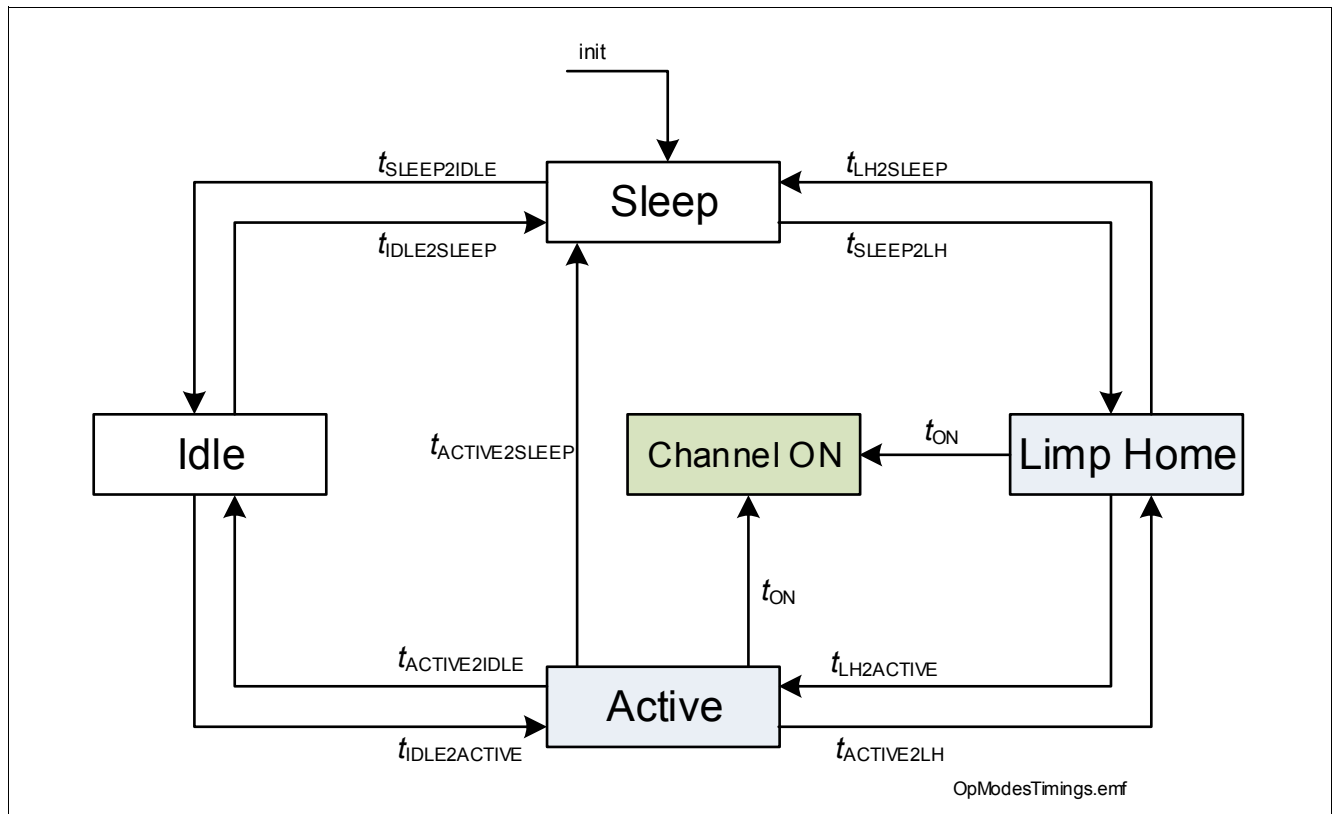 init
tSLEEP2IDLE
tLH2SLEEP
Sleep
tIDLE2SLEEP
tSLEEP2LH
Idle
tACTIVE2SLEEP
Channel ON
tON
Limp Home
tON
tACTIVE2IDLE
tLH2ACTIVE
Active
tIDLE2ACTIVE
tACTIVE2LH
OpModesTimings.emf